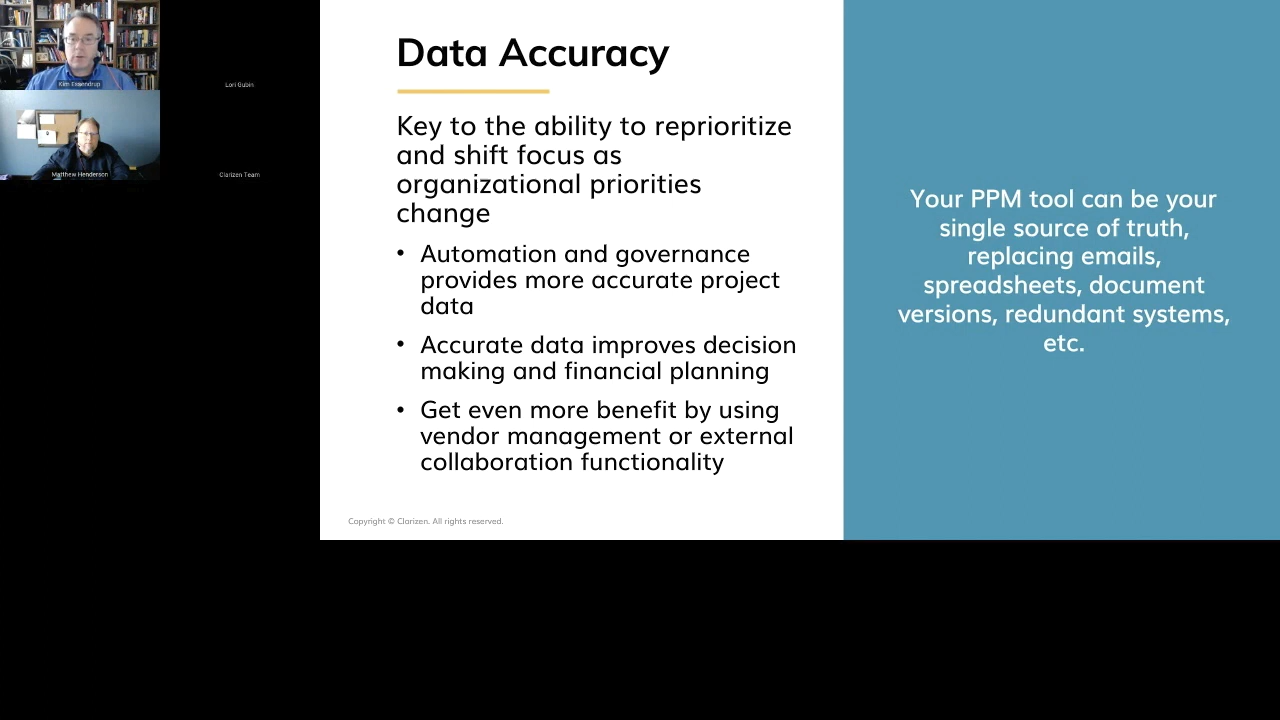 Kim Essendrup
Lori Gubin
Matthew Henderson
Clarizen Team
Data Accuracy
Key to the ability to reprioritize
and shift focus as
organizational priorities
change
• Automation and governance
provides more accurate project
data
• Accurate data improves decision
making and financial planning
• Get even more benefit by using
vendor management or external
collaboration functionality
Copyright © Clarizen. All rights reserved.
Your PPM tool can be your
single source of truth,
replacing emails,
spreadsheets, document
versions, redundant systems,
etc.